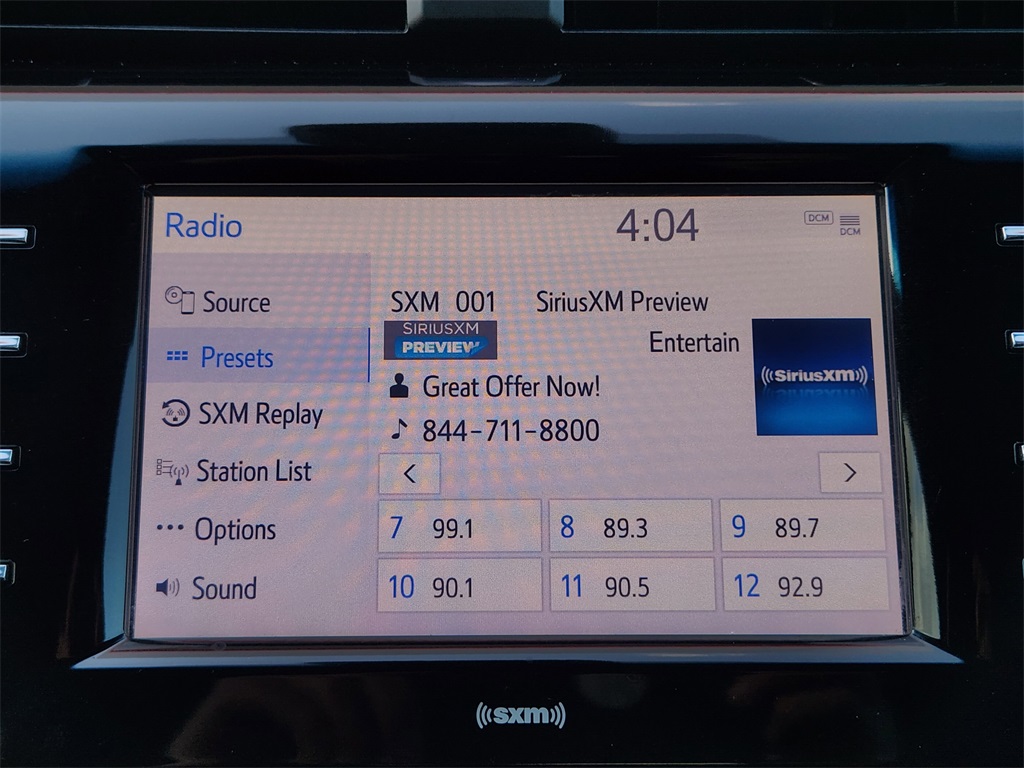 Radio 4:04 DCM DCM
Source
Presets
SXM Replay
Station List
Options
Sound
SXM 001 SiriusXM Preview
SIRIUSXM
PREVIEW
Entertain
Great Offer Now!
844-711-8800
((SiriusXM))
< >
7 99.1 8 89.3 9 89.7
10 90.1 11 90.5 12 92.9
((sxm))